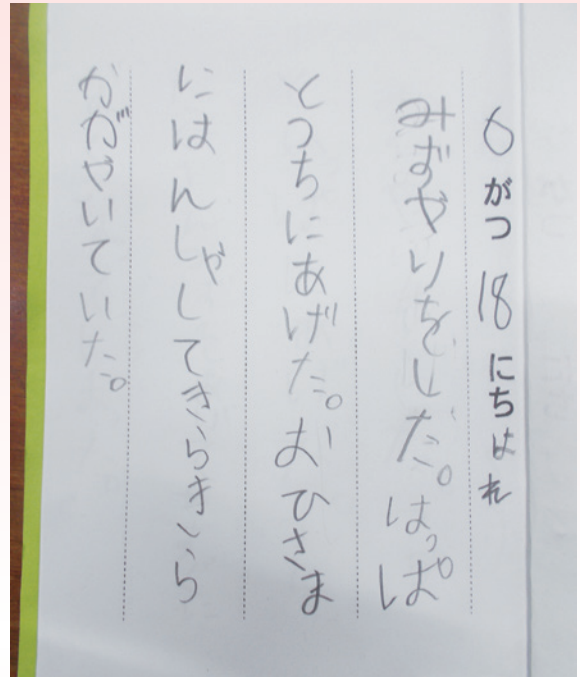 6がつ18にちはれ
みずやりをした。はっぱ
とつちにあげた。おひさま
にはんしゃしてきらきら
かがやいていた。